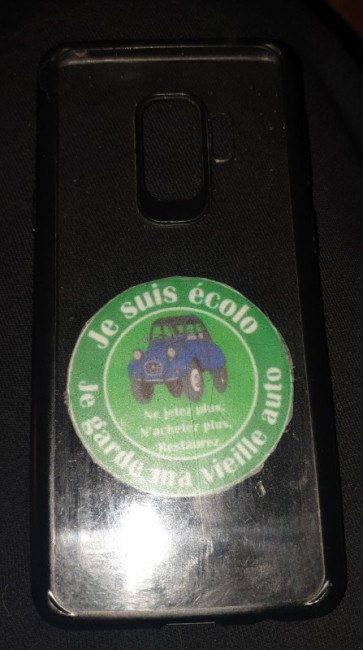 Je suis écolo
Ne jetez plus,
N'achetez plus,
Restaurez
Je garde ma vieille auto